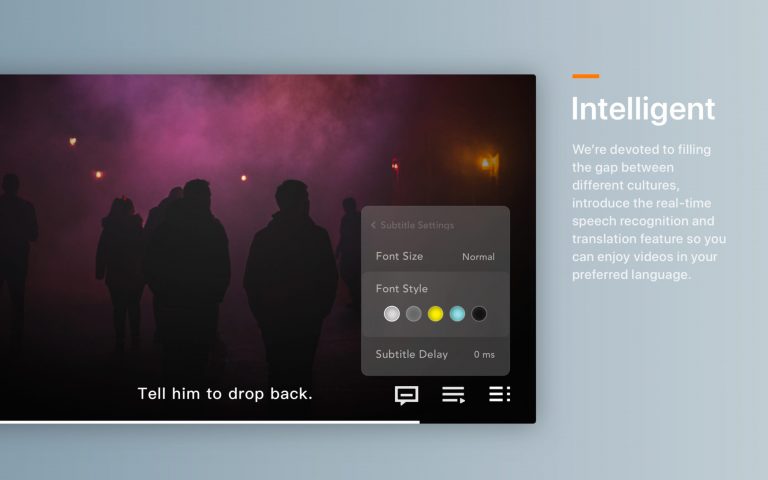 Intelligent
We're devoted to filling
the gap between
different cultures,
introduce the real-time
speech recognition and
translation feature so you
can enjoy videos in your
preferred language.
Subtitle Settings
Font Size Normal
Font Style
Subtitle Delay 0 ms
Tell him to drop back.